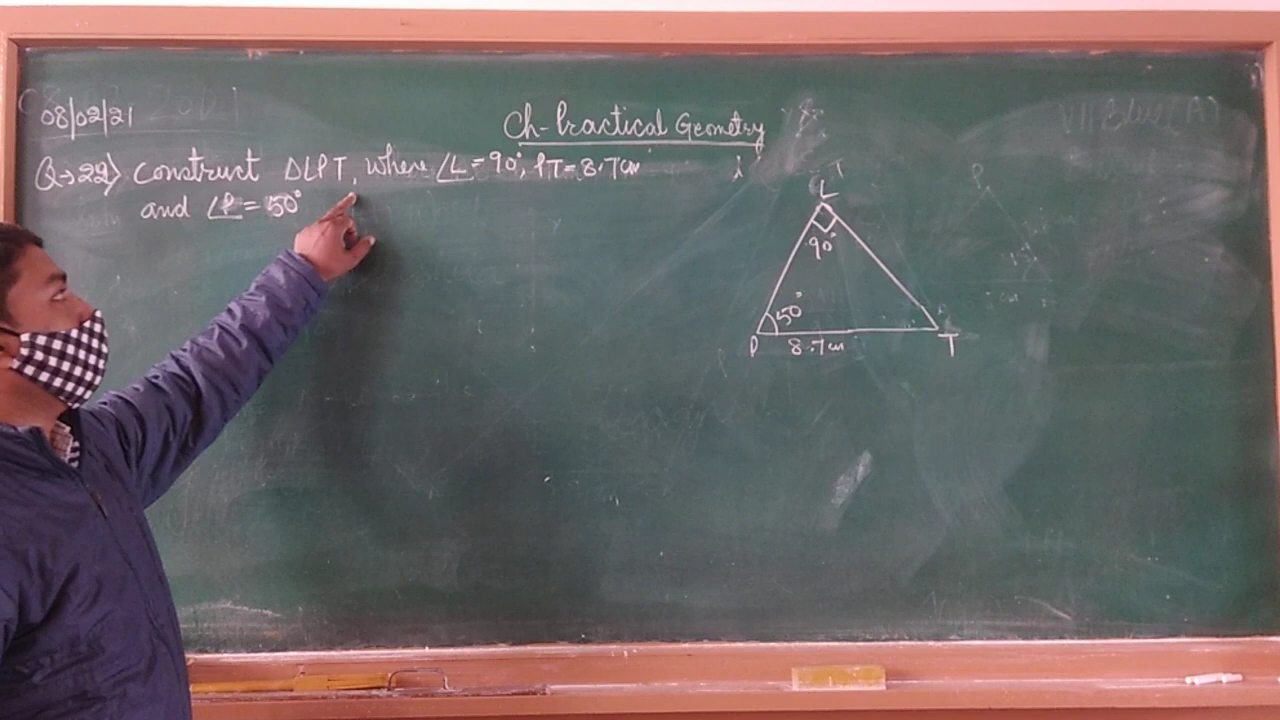 08/02/21
Ch-Practical Geometry
Q→22) Construct ΔLPT, where ∠L=90°, PT=8.7cm
and ∠P=50°
L
90°
50°
P 8.7cm T